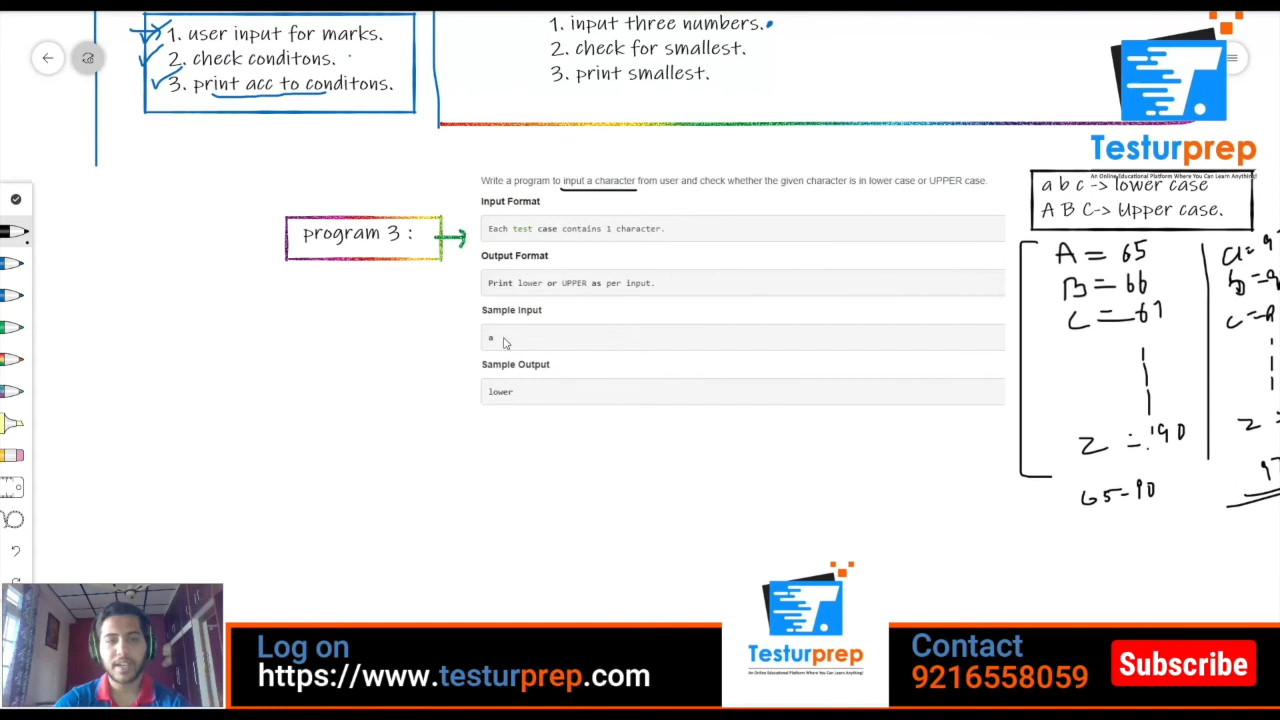 1. user input for marks.
2. check conditons.
3. print acc to conditons.
1. input three numbers.
2. check for smallest.
3. print smallest.
Testurprep
An Online Educational Platform Where You Can Learn Anything!
program 3 :
Write a program to input a character from user and check whether the given character is in lower case or UPPER case.
Input Format
Each test case contains 1 character.
Output Format
Print lower or UPPER as per input.
Sample Input
a
Sample Output
lower
a b c -> lower case
A B C-> Upper case.
A = 65
B = 66
C = 67
Z = 90
65-90
a=
b=
c=
z =
Log on
https://www.testurprep.com
Testurprep
An Online Educational Platform Where You Can Learn Anything!
Contact
9216558059
Subscribe